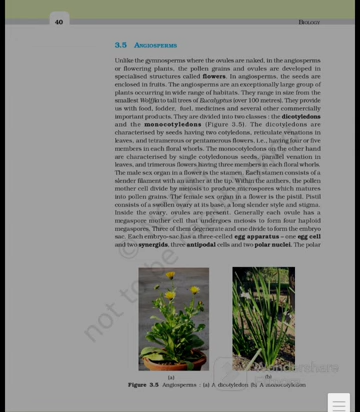 40
BIOLOGY
3.5 ANGIOSPERMS
Unlike the gymnosperms where the ovules are naked, in the angiosperms
or flowering plants, the pollen grains and ovules are developed in
specialised structures called flowers. In angiosperms, the seeds are
enclosed in fruits. The angiosperms are an exceptionally large group of
plants occurring in wide range of habitats. They range in size from the
smallest Wolffia to tall trees of Eucalyptus (over 100 metres). They provide
us with food, fodder, fuel, medicines and several other commercially
important products. They are divided into two classes : the dicotyledons
and the monocotyledons (Figure 3.5). The dicotyledons are
characterised by seeds having two cotyledons, reticulate venations in
leaves, and tetramerous or pentamerous flowers, i.e., having four or five
members in each floral whorls. The monocotyledons on the other hand
are characterised by single cotyledonous seeds, parallel venation in
leaves, and trimerous flowers having three members in each floral whorls.
The male sex organ in a flower is the stamen. Each stamen consists of a
slender filament with an anther at the tip. Within the anthers, the pollen
mother cell divide by meiosis to produce microspores which matures
into pollen grains. The female sex organ in a flower is the pistil. Pistil
consists of a swollen ovary at its base, a long slender style and stigma.
Inside the ovary, ovules are present. Generally each ovule has a
megaspore mother cell that undergoes meiosis to form four haploid
megaspores. Three of them degenerate and one divide to form the embryo
sac. Each embryo-sac has a three-celled egg apparatus – one egg cell
and two synergids, three antipodal cells and two polar nuclei. The polar
(a)
(b)
Figure 3.5 Angiosperms : (a) A dicotyledon (b) A monocotyledon
not to be